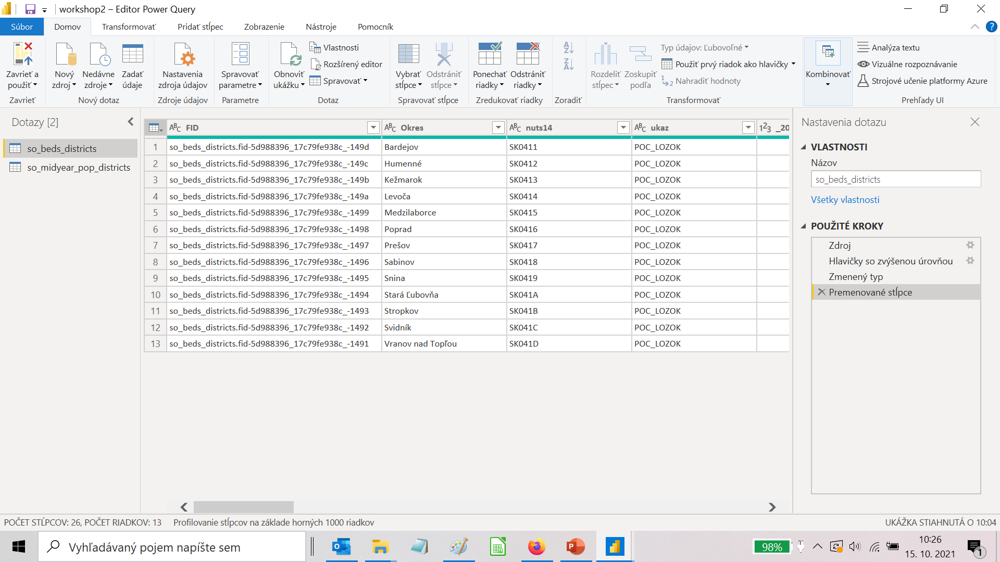 workshop2 – Editor Power Query
Súbor Domov Transformovať Pridať stĺpec Zobrazenie Nástroje Pomocník
Zavrieť a použiť
Zavrieť
Nový zdroj
Nedávne zdroje
Zadať údaje
Nový dotaz
Nastavenia zdroja údajov
Zdroje údajov
Spravovať parametre
Parametre
Obnoviť ukážku
Vlastnosti
Rozšírený editor
Spravovať
Dotaz
Vybrať stĺpce
Odstrániť stĺpce
Spravovať stĺpce
Ponechať riadky
Odstrániť riadky
Zredukovať riadky
Zoradiť
Rozdeliť stĺpec
Zoskupiť podľa
Typ údajov: Ľubovoľné
Použiť prvý riadok ako hlavičky
Nahradiť hodnoty
Transformovať
Kombinovať
Analýza textu
Vizuálne rozpoznávanie
Strojové učenie platformy Azure
Prehľady UI
Dotazy [2]
so_beds_districts
so_midyear_pop_districts
FID Okres nuts14 ukaz _20
1 so_beds_districts.fid-5d988396_17c79fe938c_-149d Bardejov SK0411 POC_LOZOK
2 so_beds_districts.fid-5d988396_17c79fe938c_-149c Humenné SK0412 POC_LOZOK
3 so_beds_districts.fid-5d988396_17c79fe938c_-149b Kežmarok SK0413 POC_LOZOK
4 so_beds_districts.fid-5d988396_17c79fe938c_-149a Levoča SK0414 POC_LOZOK
5 so_beds_districts.fid-5d988396_17c79fe938c_-1499 Medzilaborce SK0415 POC_LOZOK
6 so_beds_districts.fid-5d988396_17c79fe938c_-1498 Poprad SK0416 POC_LOZOK
7 so_beds_districts.fid-5d988396_17c79fe938c_-1497 Prešov SK0417 POC_LOZOK
8 so_beds_districts.fid-5d988396_17c79fe938c_-1496 Sabinov SK0418 POC_LOZOK
9 so_beds_districts.fid-5d988396_17c79fe938c_-1495 Snina SK0419 POC_LOZOK
10 so_beds_districts.fid-5d988396_17c79fe938c_-1494 Stará Ľubovňa SK041A POC_LOZOK
11 so_beds_districts.fid-5d988396_17c79fe938c_-1493 Stropkov SK041B POC_LOZOK
12 so_beds_districts.fid-5d988396_17c79fe938c_-1492 Svidník SK041C POC_LOZOK
13 so_beds_districts.fid-5d988396_17c79fe938c_-1491 Vranov nad Topľou SK041D POC_LOZOK
Nastavenia dotazu
VLASTNOSTI
Názov
so_beds_districts
Všetky vlastnosti
POUŽITÉ KROKY
Zdroj
Hlavičky so zvýšenou úrovňou
Zmenený typ
Premenované stĺpce
POČET STĹPCOV: 26, POČET RIADKOV: 13 Profilovanie stĺpcov na základe horných 1000 riadkov UKÁŽKA STIAHNUTÁ O 10:04
Vyhľadávaný pojem napíšte sem
98%
10:26
15. 10. 2021
1